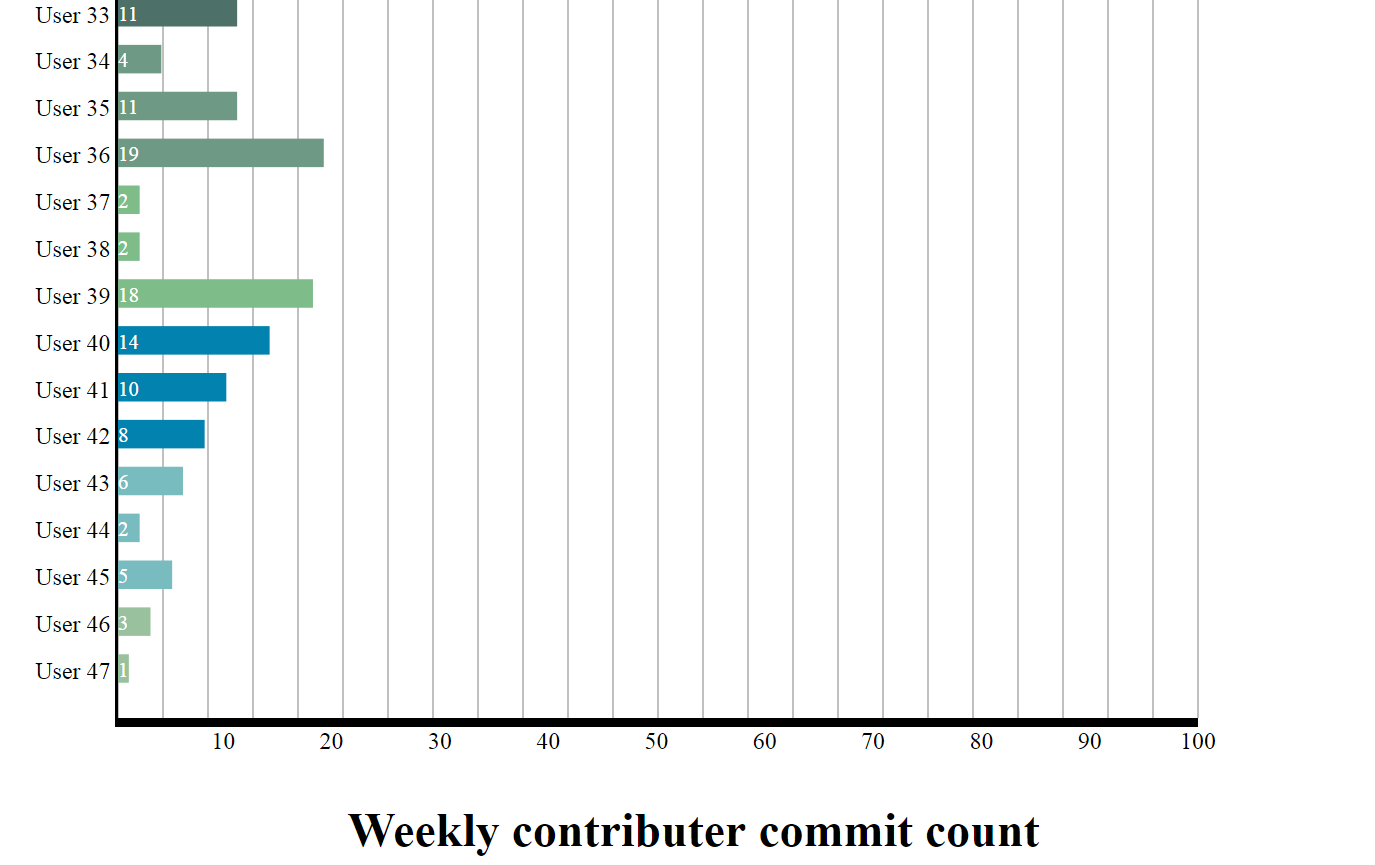 User 33 11
User 34 4
User 35 11
User 36 19
User 37 2
User 38 2
User 39 18
User 40 14
User 41 10
User 42 8
User 43 6
User 44 2
User 45 5
User 46 3
User 47 1
10 20 30 40 50 60 70 80 90 100
Weekly contributer commit count